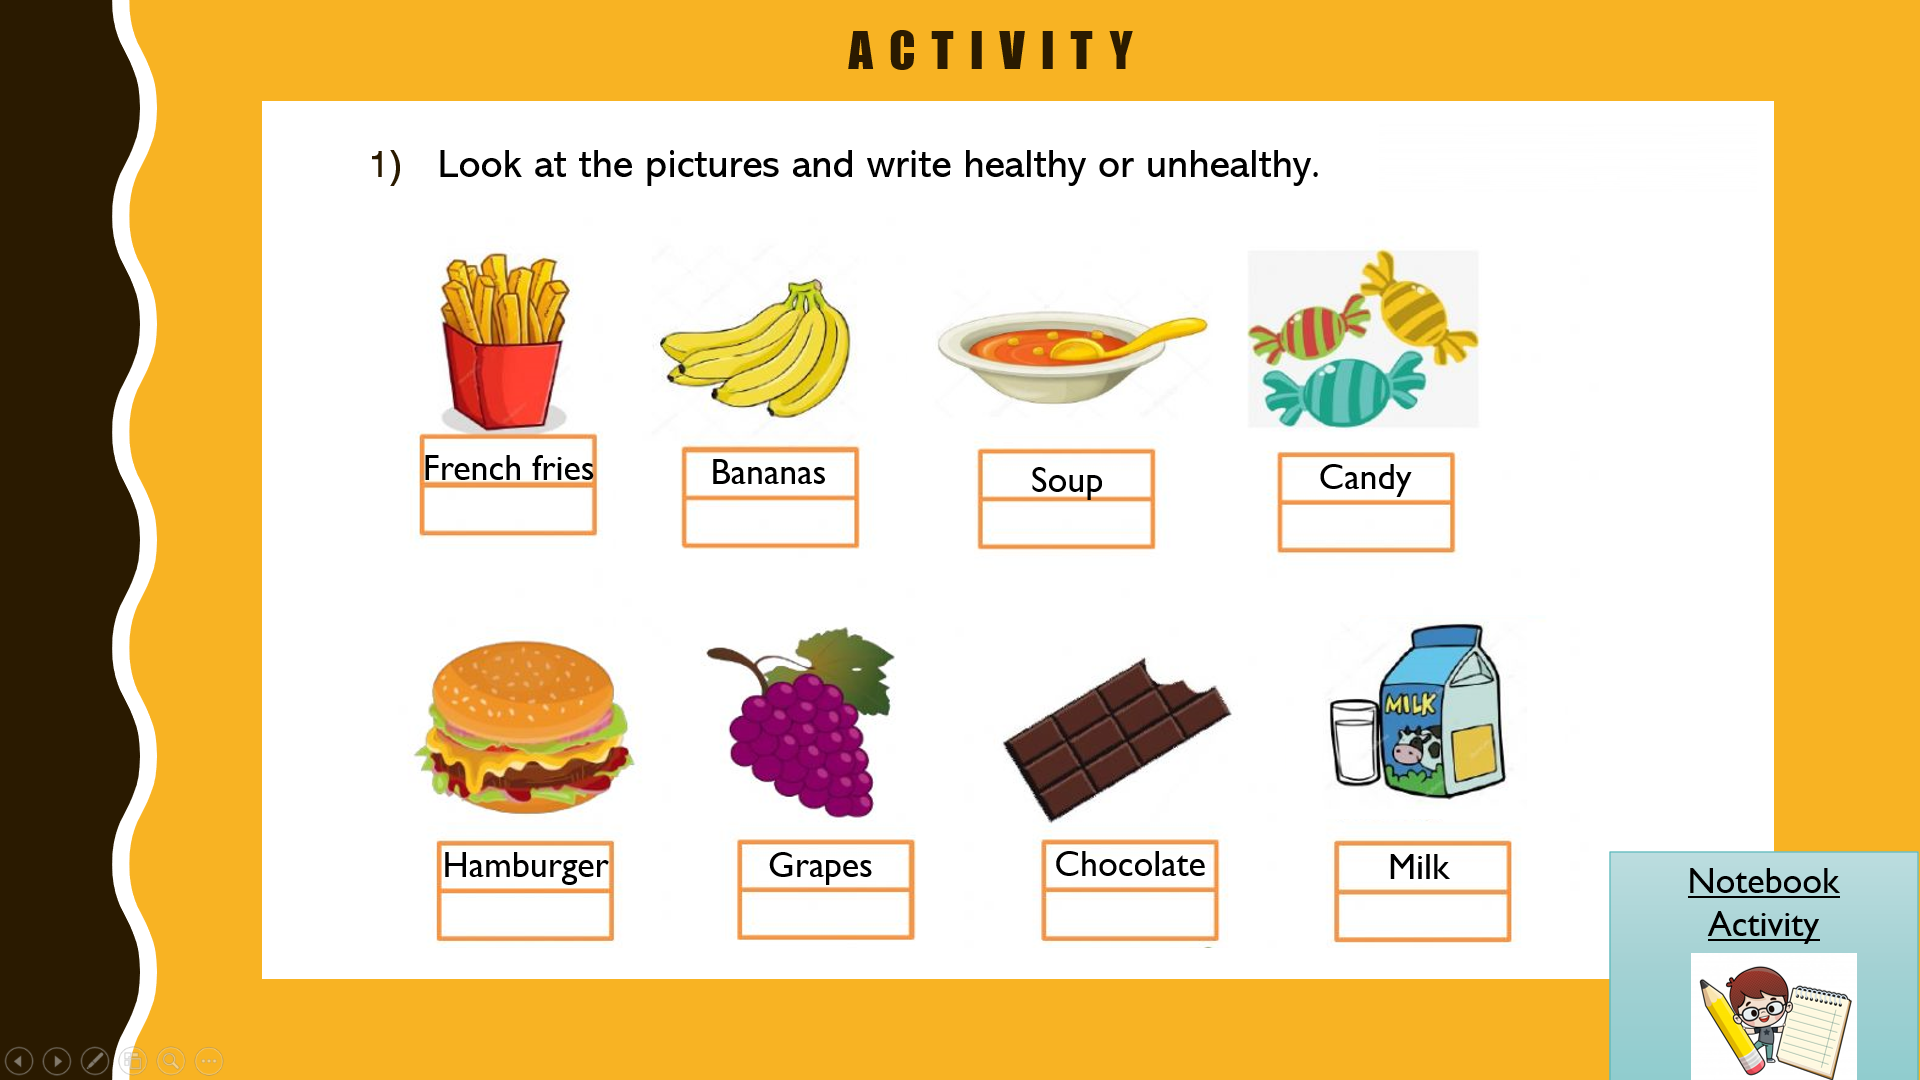 ACTIVITY
1) Look at the pictures and write healthy or unhealthy.
French fries
Bananas
Soup
Candy
MILK
Hamburger
Grapes
Chocolate
Milk
Notebook
Activity